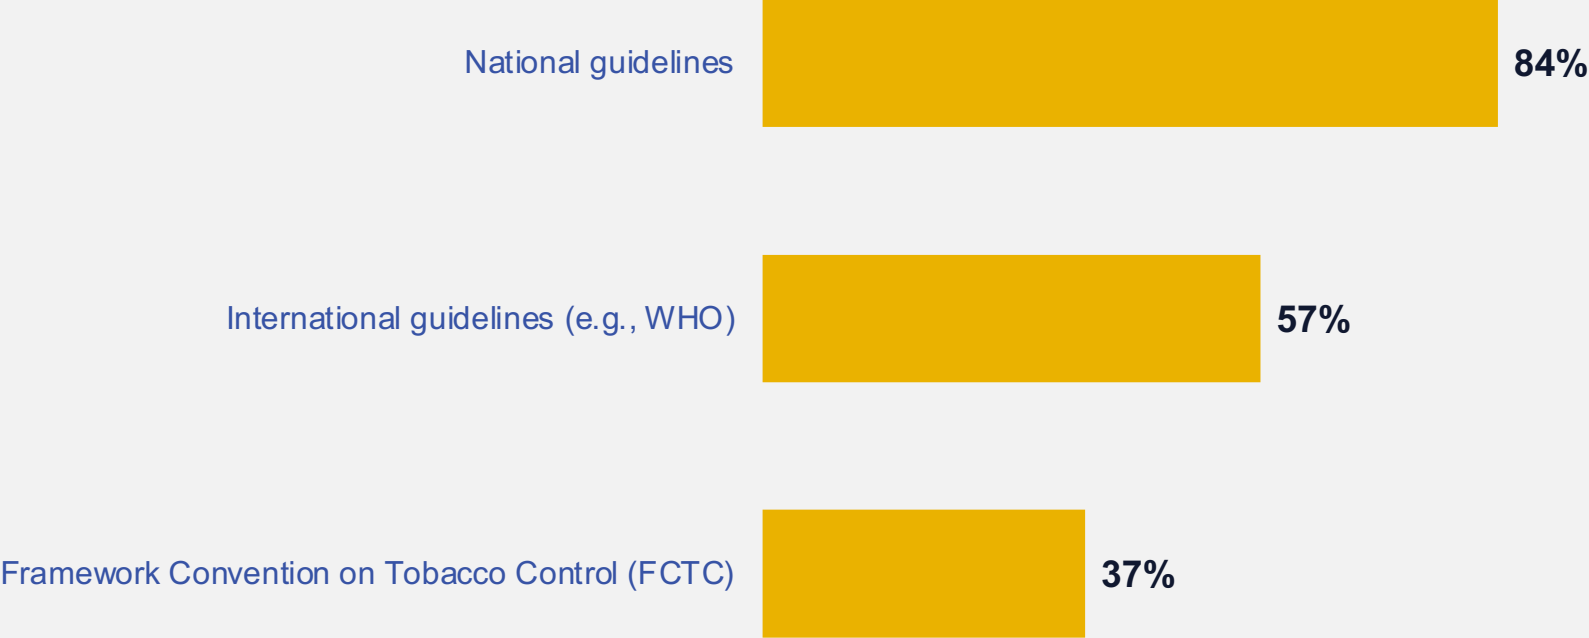 National guidelines 84%
International guidelines (e.g., WHO) 57%
Framework Convention on Tobacco Control (FCTC) 37%